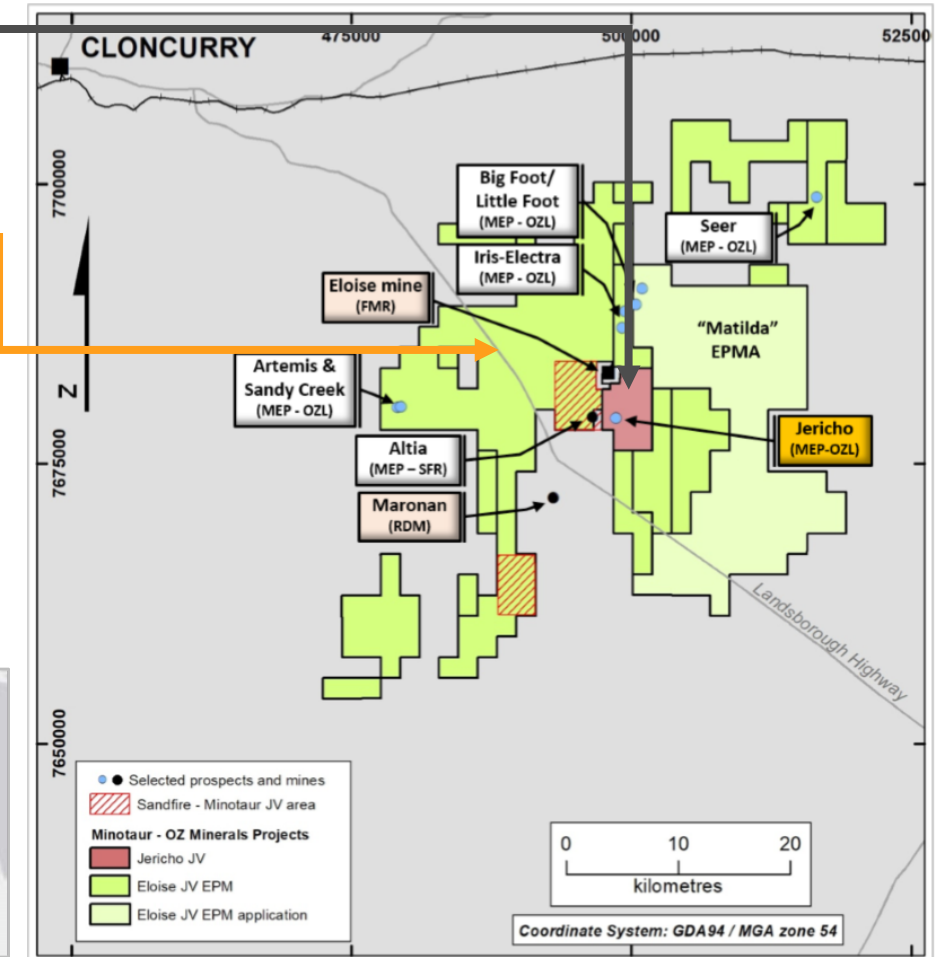 CLONCURRY
475000
500000
52500
7700000
7675000
7650000
N
Big Foot/
Little Foot
(MEP - OZL)
Seer
(MEP - OZL)
Iris-Electra
(MEP - OZL)
Eloise mine
(FMR)
"Matilda"
EPMA
Artemis &
Sandy Creek
(MEP - OZL)
Jericho
(MEP-OZL)
Altia
(MEP – SFR)
Maronan
(RDM)
Landsborough Highway
Selected prospects and mines
Sandfire - Minotaur JV area
Minotaur - OZ Minerals Projects
Jericho JV
Eloise JV EPM
Eloise JV EPM application
0 10 20
kilometres
Coordinate System: GDA94 / MGA zone 54